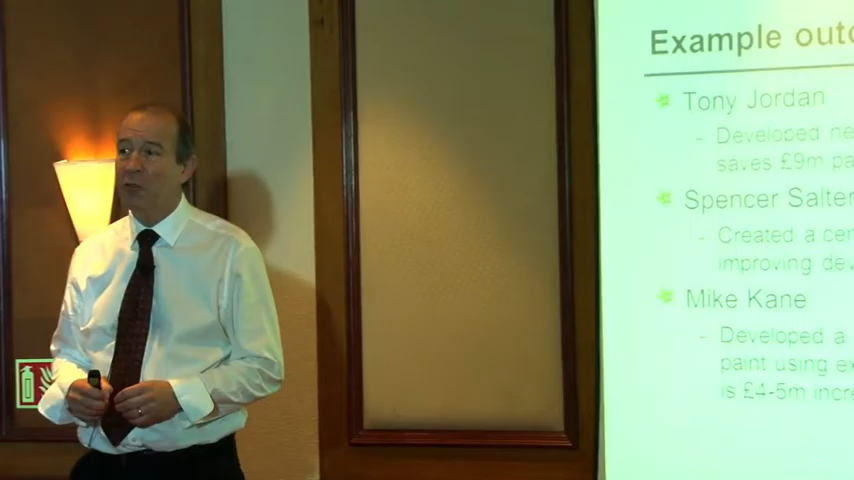 Example outc
Tony Jordan
- Developed ne
saves £9m pa
Spencer Salter
- Created a cen
improving dev
Mike Kane
- Developed a
paint using ex
is £4-5m incre